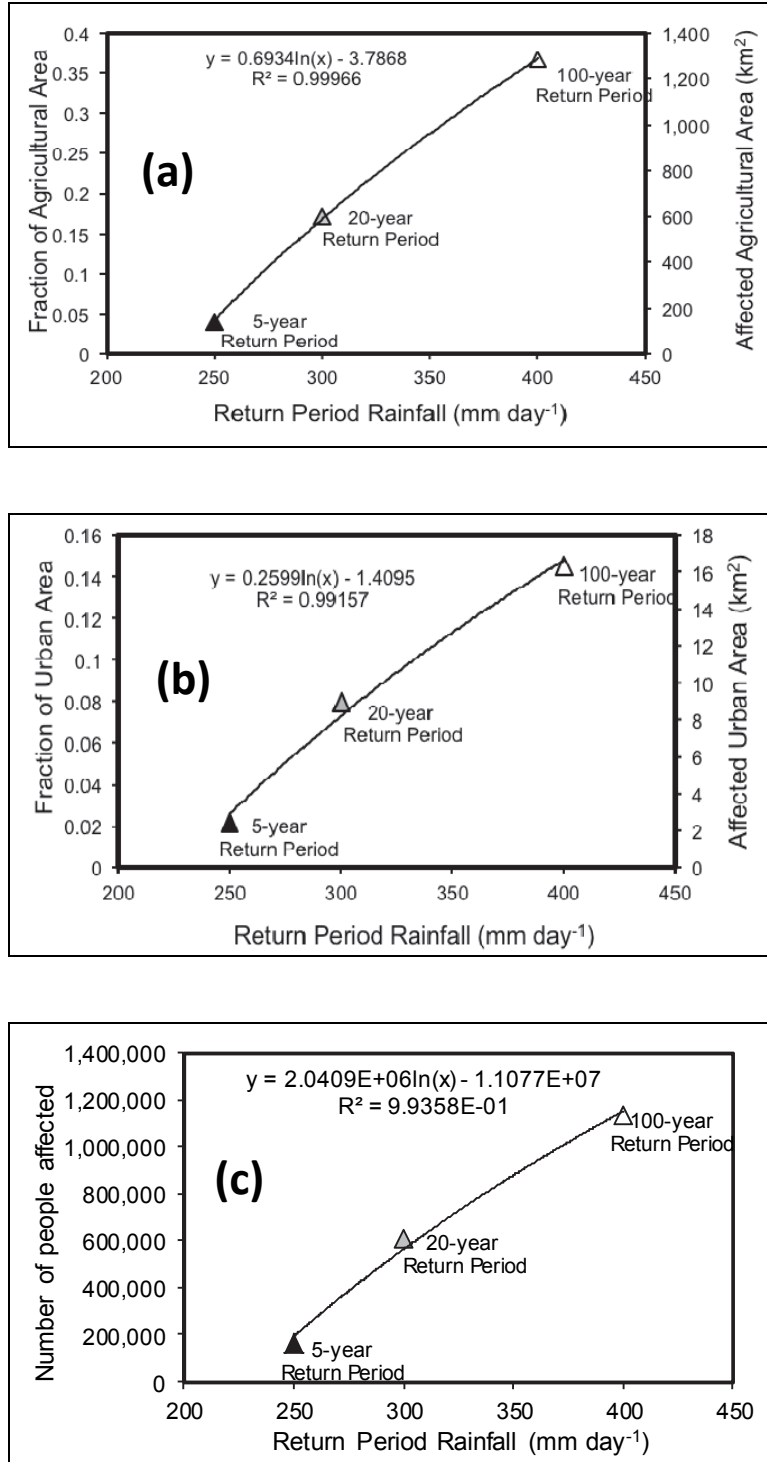 0.4
0.35
0.3
0.25
0.2
0.15
0.1
0.05
0
Fraction of Agricultural Area
y = 0.6934ln(x) - 3.7868
R² = 0.99966
(a)
100-year
Return Period
20-year
Return Period
5-year
Return Period
1,400
1,200
1,000
800
600
400
200
0
Affected Agricultural Area (km²)
200 250 300 350 400 450
Return Period Rainfall (mm day⁻¹)
0.16
0.14
0.12
0.1
0.08
0.06
0.04
0.02
0
Fraction of Urban Area
y = 0.2599ln(x) - 1.4095
R² = 0.99157
(b)
100-year
Return Period
20-year
Return Period
5-year
Return Period
18
16
14
12
10
8
6
4
2
0
Affected Urban Area (km²)
200 250 300 350 400 450
Return Period Rainfall (mm day⁻¹)
1,400,000
1,200,000
1,000,000
800,000
600,000
400,000
200,000
0
Number of people affected
y = 2.0409E+06ln(x) - 1.1077E+07
R² = 9.9358E-01
(c)
100-year
Return Period
20-year
Return Period
5-year
Return Period
200 250 300 350 400 450
Return Period Rainfall (mm day⁻¹)